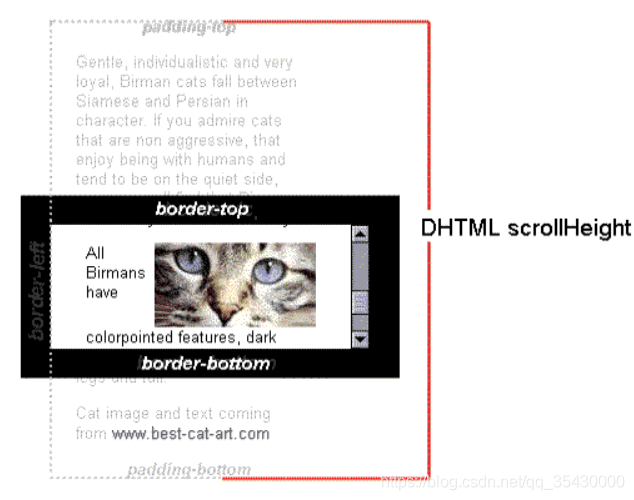 padding-top
Gentle, individualistic and very
loyal, Birman cats fall between
Siamese and Persian in
character. If you admire cats
that are non aggressive, that
enjoy being with humans and
tend to be on the quiet side,
border-top
DHTML scrollHeight
border-left
All
Birmans
have
colorpointed features, dark
border-bottom
legs and tail.
Cat image and text coming
from www.best-cat-art.com
padding-bottom
https://blog.csdn.net/qq_35430000